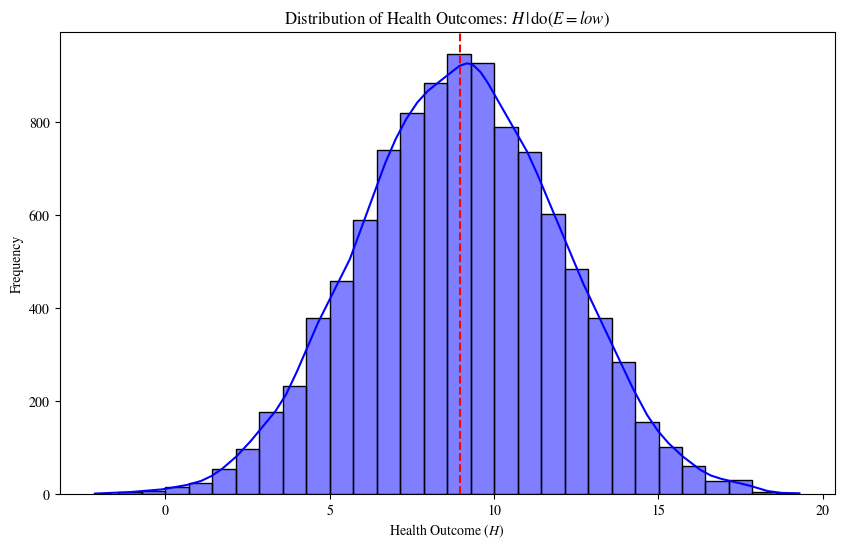 Distribution of Health Outcomes: H|do(E = low)
Frequency
800
600
400
200
0
0 5 10 15 20
Health Outcome (H)